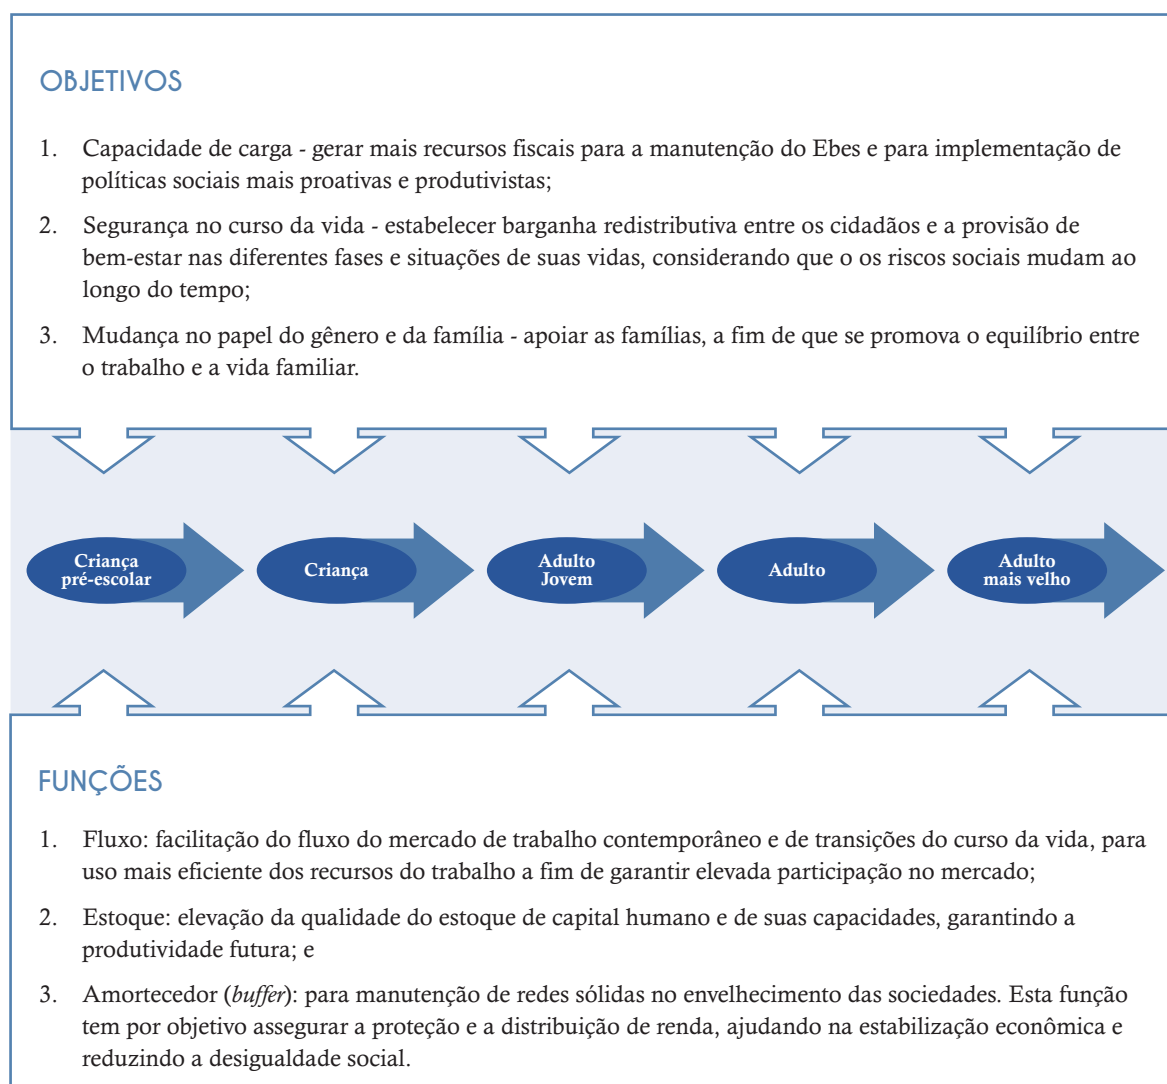 OBJETIVOS
1. Capacidade de carga - gerar mais recursos fiscais para a manutenção do Ebes e para implementação de
políticas sociais mais proativas e produtivistas;
2. Segurança no curso da vida - estabelecer barganha redistributiva entre os cidadãos e a provisão de
bem-estar nas diferentes fases e situações de suas vidas, considerando que o os riscos sociais mudam ao
longo do tempo;
3. Mudança no papel do gênero e da família - apoiar as famílias, a fim de que se promova o equilíbrio entre
o trabalho e a vida familiar.
Criança
pré-escolar
Criança
Adulto
Jovem
Adulto
Adulto
mais velho
FUNÇÕES
1. Fluxo: facilitação do fluxo do mercado de trabalho contemporâneo e de transições do curso da vida, para
uso mais eficiente dos recursos do trabalho a fim de garantir elevada participação no mercado;
2. Estoque: elevação da qualidade do estoque de capital humano e de suas capacidades, garantindo a
produtividade futura; e
3. Amortecedor (buffer): para manutenção de redes sólidas no envelhecimento das sociedades. Esta função
tem por objetivo assegurar a proteção e a distribuição de renda, ajudando na estabilização econômica e
reduzindo a desigualdade social.